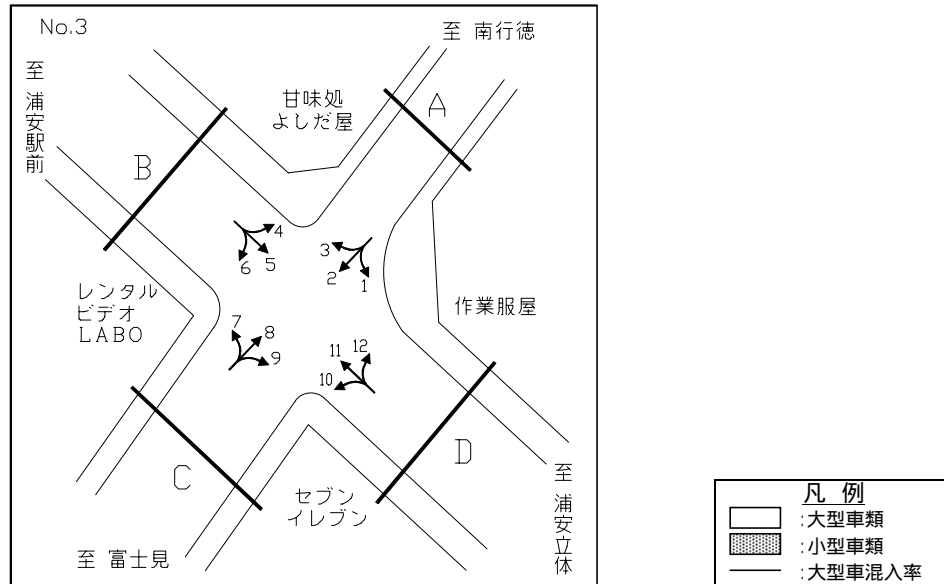 No.3
至 南行徳
至 浦安駅前
甘味処
よしだ屋
A
B
4
5
6
3
2
1
レンタル
ビデオ
LABO
作業服屋
7
8
9
11
12
10
C
D
セブン
イレブン
至 富士見
至 浦安立体
凡 例
:大型車類
:小型車類
:大型車混入率